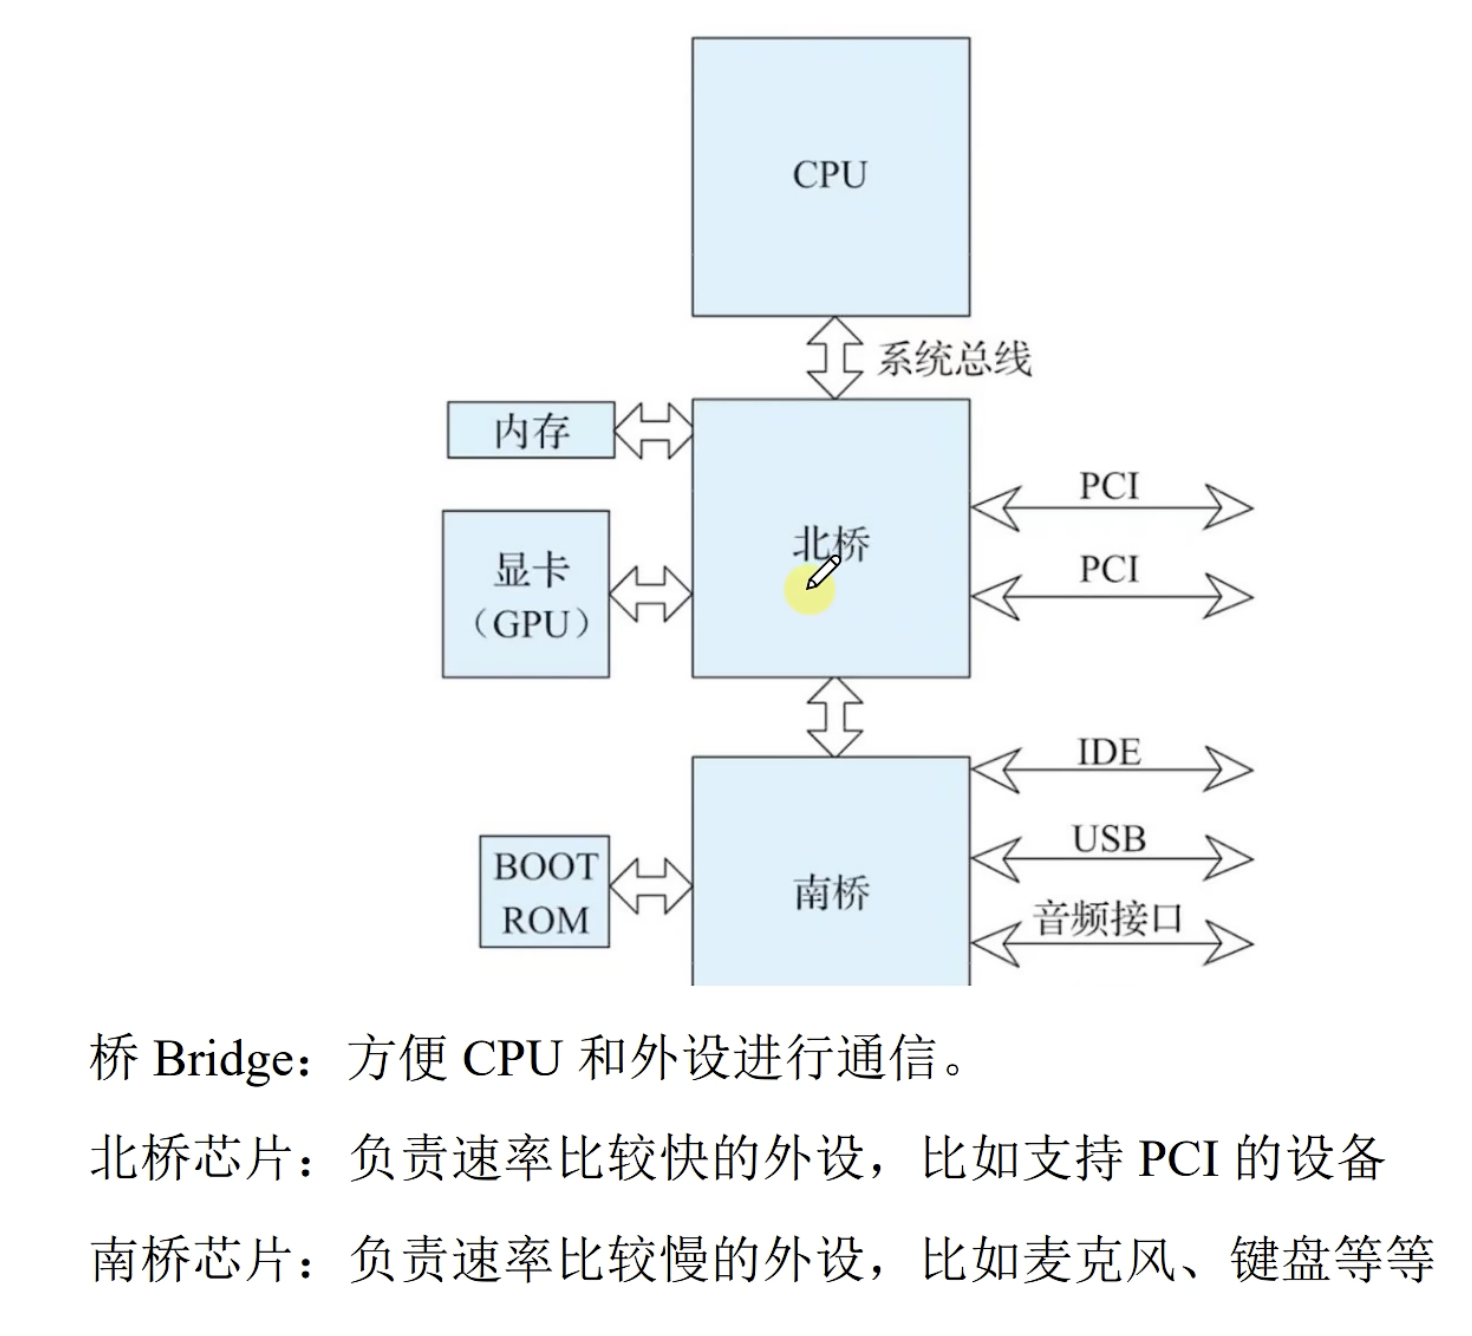 CPU
系统总线
内存
PCI
北桥
PCI
显卡
（GPU）
IDE
USB
BOOT
ROM
南桥
音频接口
桥 Bridge：方便 CPU 和外设进行通信。
北桥芯片：负责速率比较快的外设，比如支持 PCI 的设备
南桥芯片：负责速率比较慢的外设，比如麦克风、键盘等等